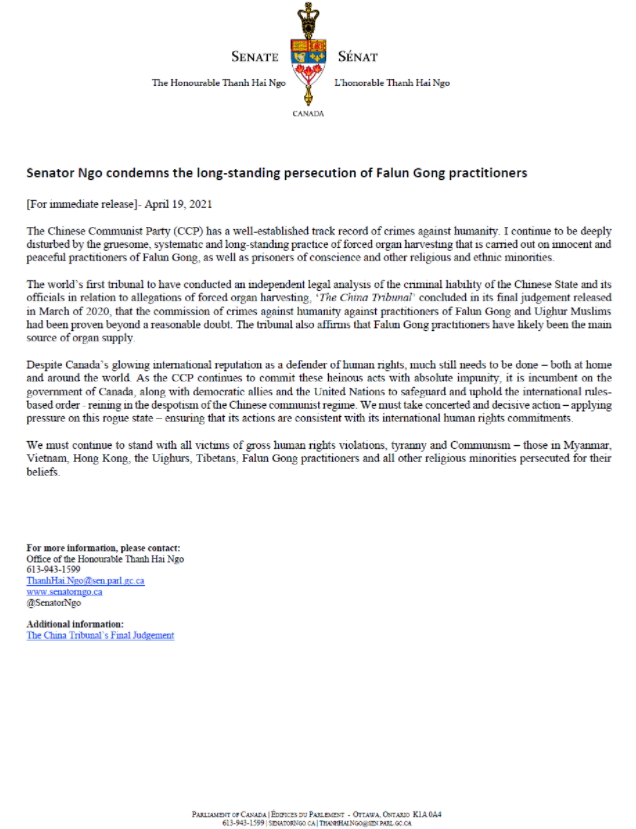 SENATE SÉNAT
The Honourable Thanh Hai Ngo L'honorable Thanh Hai Ngo
CANADA
Senator Ngo condemns the long-standing persecution of Falun Gong practitioners
[For immediate release]- April 19, 2021
The Chinese Communist Party (CCP) has a well-established track record of crimes against humanity. I continue to be deeply
disturbed by the gruesome, systematic and long-standing practice of forced organ harvesting that is carried out on innocent and
peaceful practitioners of Falun Gong, as well as prisoners of conscience and other religious and ethnic minorities.
The world's first tribunal to have conducted an independent legal analysis of the criminal liability of the Chinese State and its
officials in relation to allegations of forced organ harvesting, 'The China Tribunal' concluded in its final judgement released
in March of 2020, that the commission of crimes against humanity against practitioners of Falun Gong and Uighur Muslims
had been proven beyond a reasonable doubt. The tribunal also affirms that Falun Gong practitioners have likely been the main
source of organ supply.
Despite Canada's glowing international reputation as a defender of human rights, much still needs to be done – both at home
and around the world. As the CCP continues to commit these heinous acts with absolute impunity, it is incumbent on the
government of Canada, along with democratic allies and the United Nations to safeguard and uphold the international rules-
based order - reining in the despotism of the Chinese communist regime. We must take concerted and decisive action – applying
pressure on this rogue state – ensuring that its actions are consistent with its international human rights commitments.
We must continue to stand with all victims of gross human rights violations, tyranny and Communism – those in Myanmar,
Vietnam, Hong Kong, the Uighurs, Tibetans, Falun Gong practitioners and all other religious minorities persecuted for their
beliefs.
For more information, please contact:
Office of the Honourable Thanh Hai Ngo
613-943-1599
ThanhHai.Ngo@sen.parl.gc.ca
www.senatorngo.ca
@SenatorNgo
Additional information:
The China Tribunal's Final Judgement
PARLIAMENT OF CANADA | ÉDIFICES DU PARLEMENT - OTTAWA, ONTARIO K1A 0A4
613-943-1599 | SENATORNGO.CA | THANHHAI.NGO@SEN.PARL.GC.CA